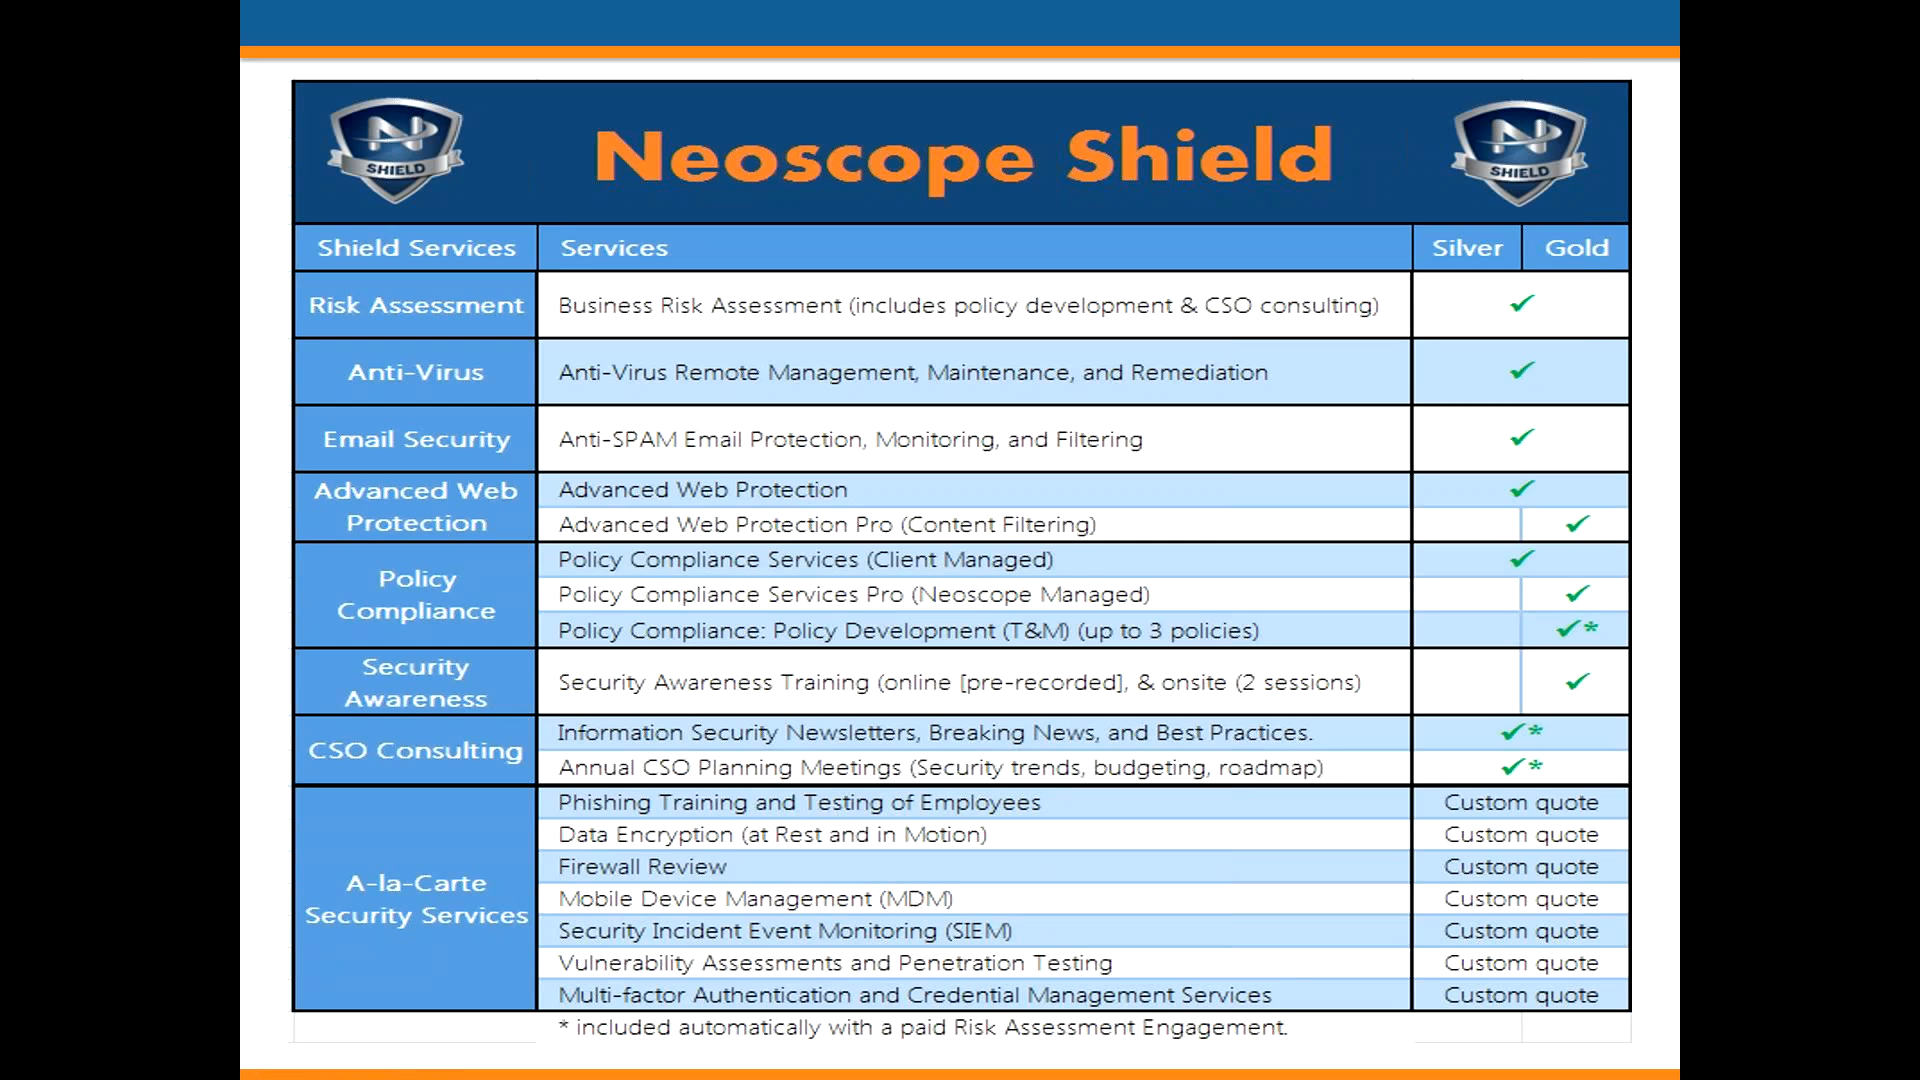 N
SHIELD
Neoscope Shield
N
SHIELD
Shield Services Services Silver Gold
Risk Assessment Business Risk Assessment (includes policy development & CSO consulting) ✓
Anti-Virus Anti-Virus Remote Management, Maintenance, and Remediation ✓
Email Security Anti-SPAM Email Protection, Monitoring, and Filtering ✓
Advanced Web
Protection
Advanced Web Protection ✓
Advanced Web Protection Pro (Content Filtering) ✓
Policy
Compliance
Policy Compliance Services (Client Managed) ✓
Policy Compliance Services Pro (Neoscope Managed) ✓
Policy Compliance: Policy Development (T&M) (up to 3 policies) ✓*
Security
Awareness
Security Awareness Training (online [pre-recorded], & onsite (2 sessions) ✓
CSO Consulting
Information Security Newsletters, Breaking News, and Best Practices. ✓*
Annual CSO Planning Meetings (Security trends, budgeting, roadmap) ✓*
A-la-Carte
Security Services
Phishing Training and Testing of Employees Custom quote
Data Encryption (at Rest and in Motion) Custom quote
Firewall Review Custom quote
Mobile Device Management (MDM) Custom quote
Security Incident Event Monitoring (SIEM) Custom quote
Vulnerability Assessments and Penetration Testing Custom quote
Multi-factor Authentication and Credential Management Services Custom quote
* included automatically with a paid Risk Assessment Engagement.